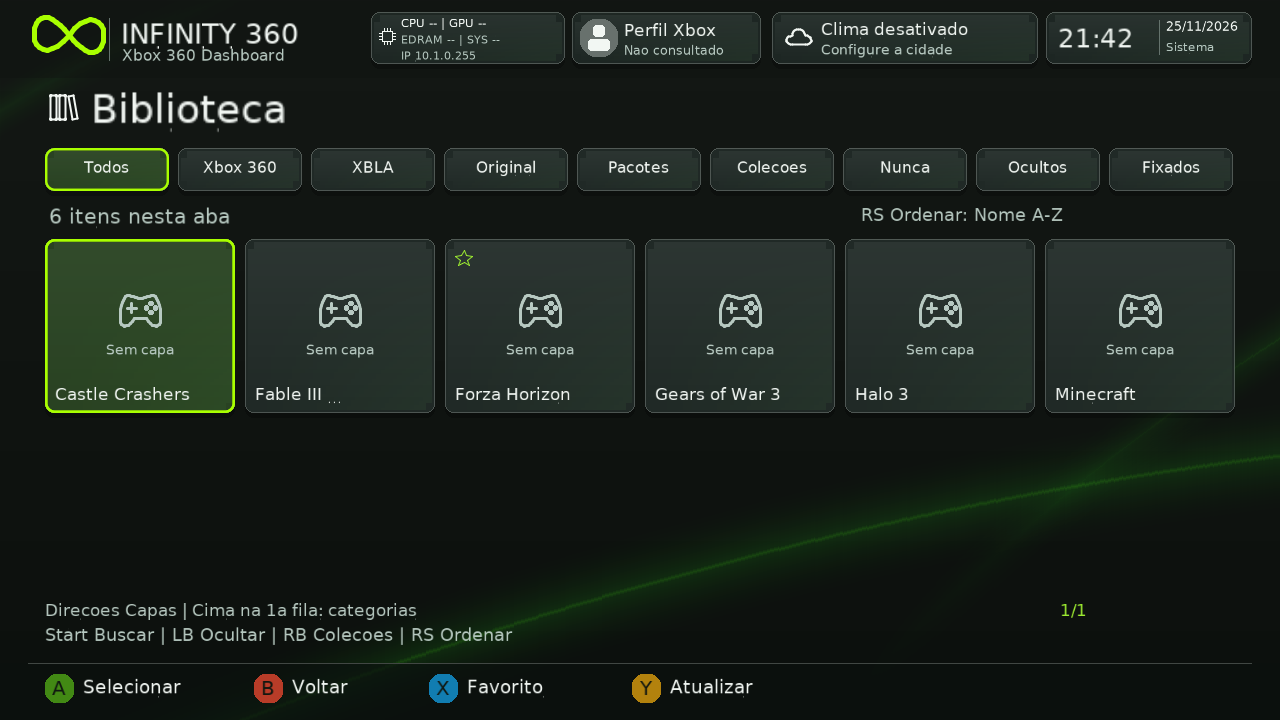 INFINITY 360
Xbox 360 Dashboard
CPU -- | GPU --
EDRAM -- | SYS --
IP 10.1.0.255
Perfil Xbox
Nao consultado
Clima desativado
Configure a cidade
21:42
25/11/2026
Sistema
Biblioteca
Todos
Xbox 360
XBLA
Original
Pacotes
Colecoes
Nunca
Ocultos
Fixados
6 itens nesta aba
RS Ordenar: Nome A-Z
Sem capa
Sem capa
Sem capa
Sem capa
Sem capa
Sem capa
Castle Crashers
Fable III ...
Forza Horizon
Gears of War 3
Halo 3
Minecraft
Direcoes Capas | Cima na 1a fila: categorias
1/1
Start Buscar | LB Ocultar | RB Colecoes | RS Ordenar
A Selecionar
B Voltar
X Favorito
Y Atualizar